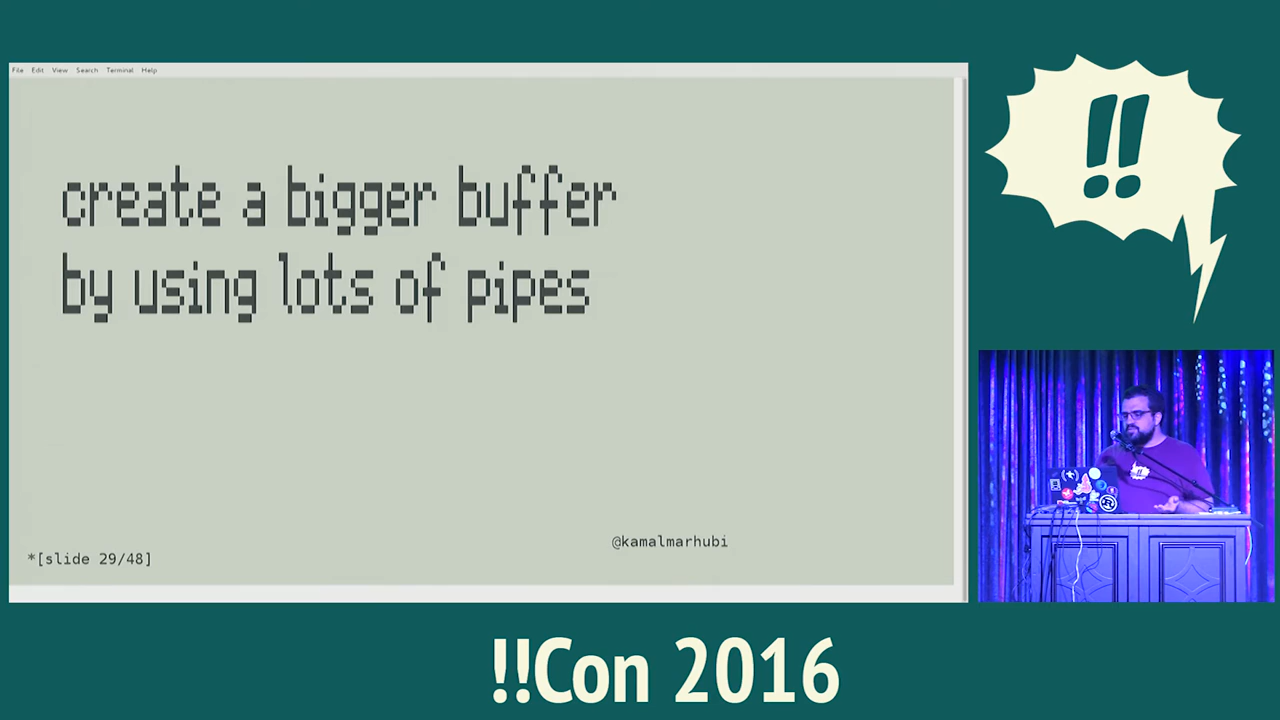 File Edit View Search Terminal Help
create a bigger buffer
by using lots of pipes
@kamalmarhubi
*[slide 29/48]
!!
!!Con 2016